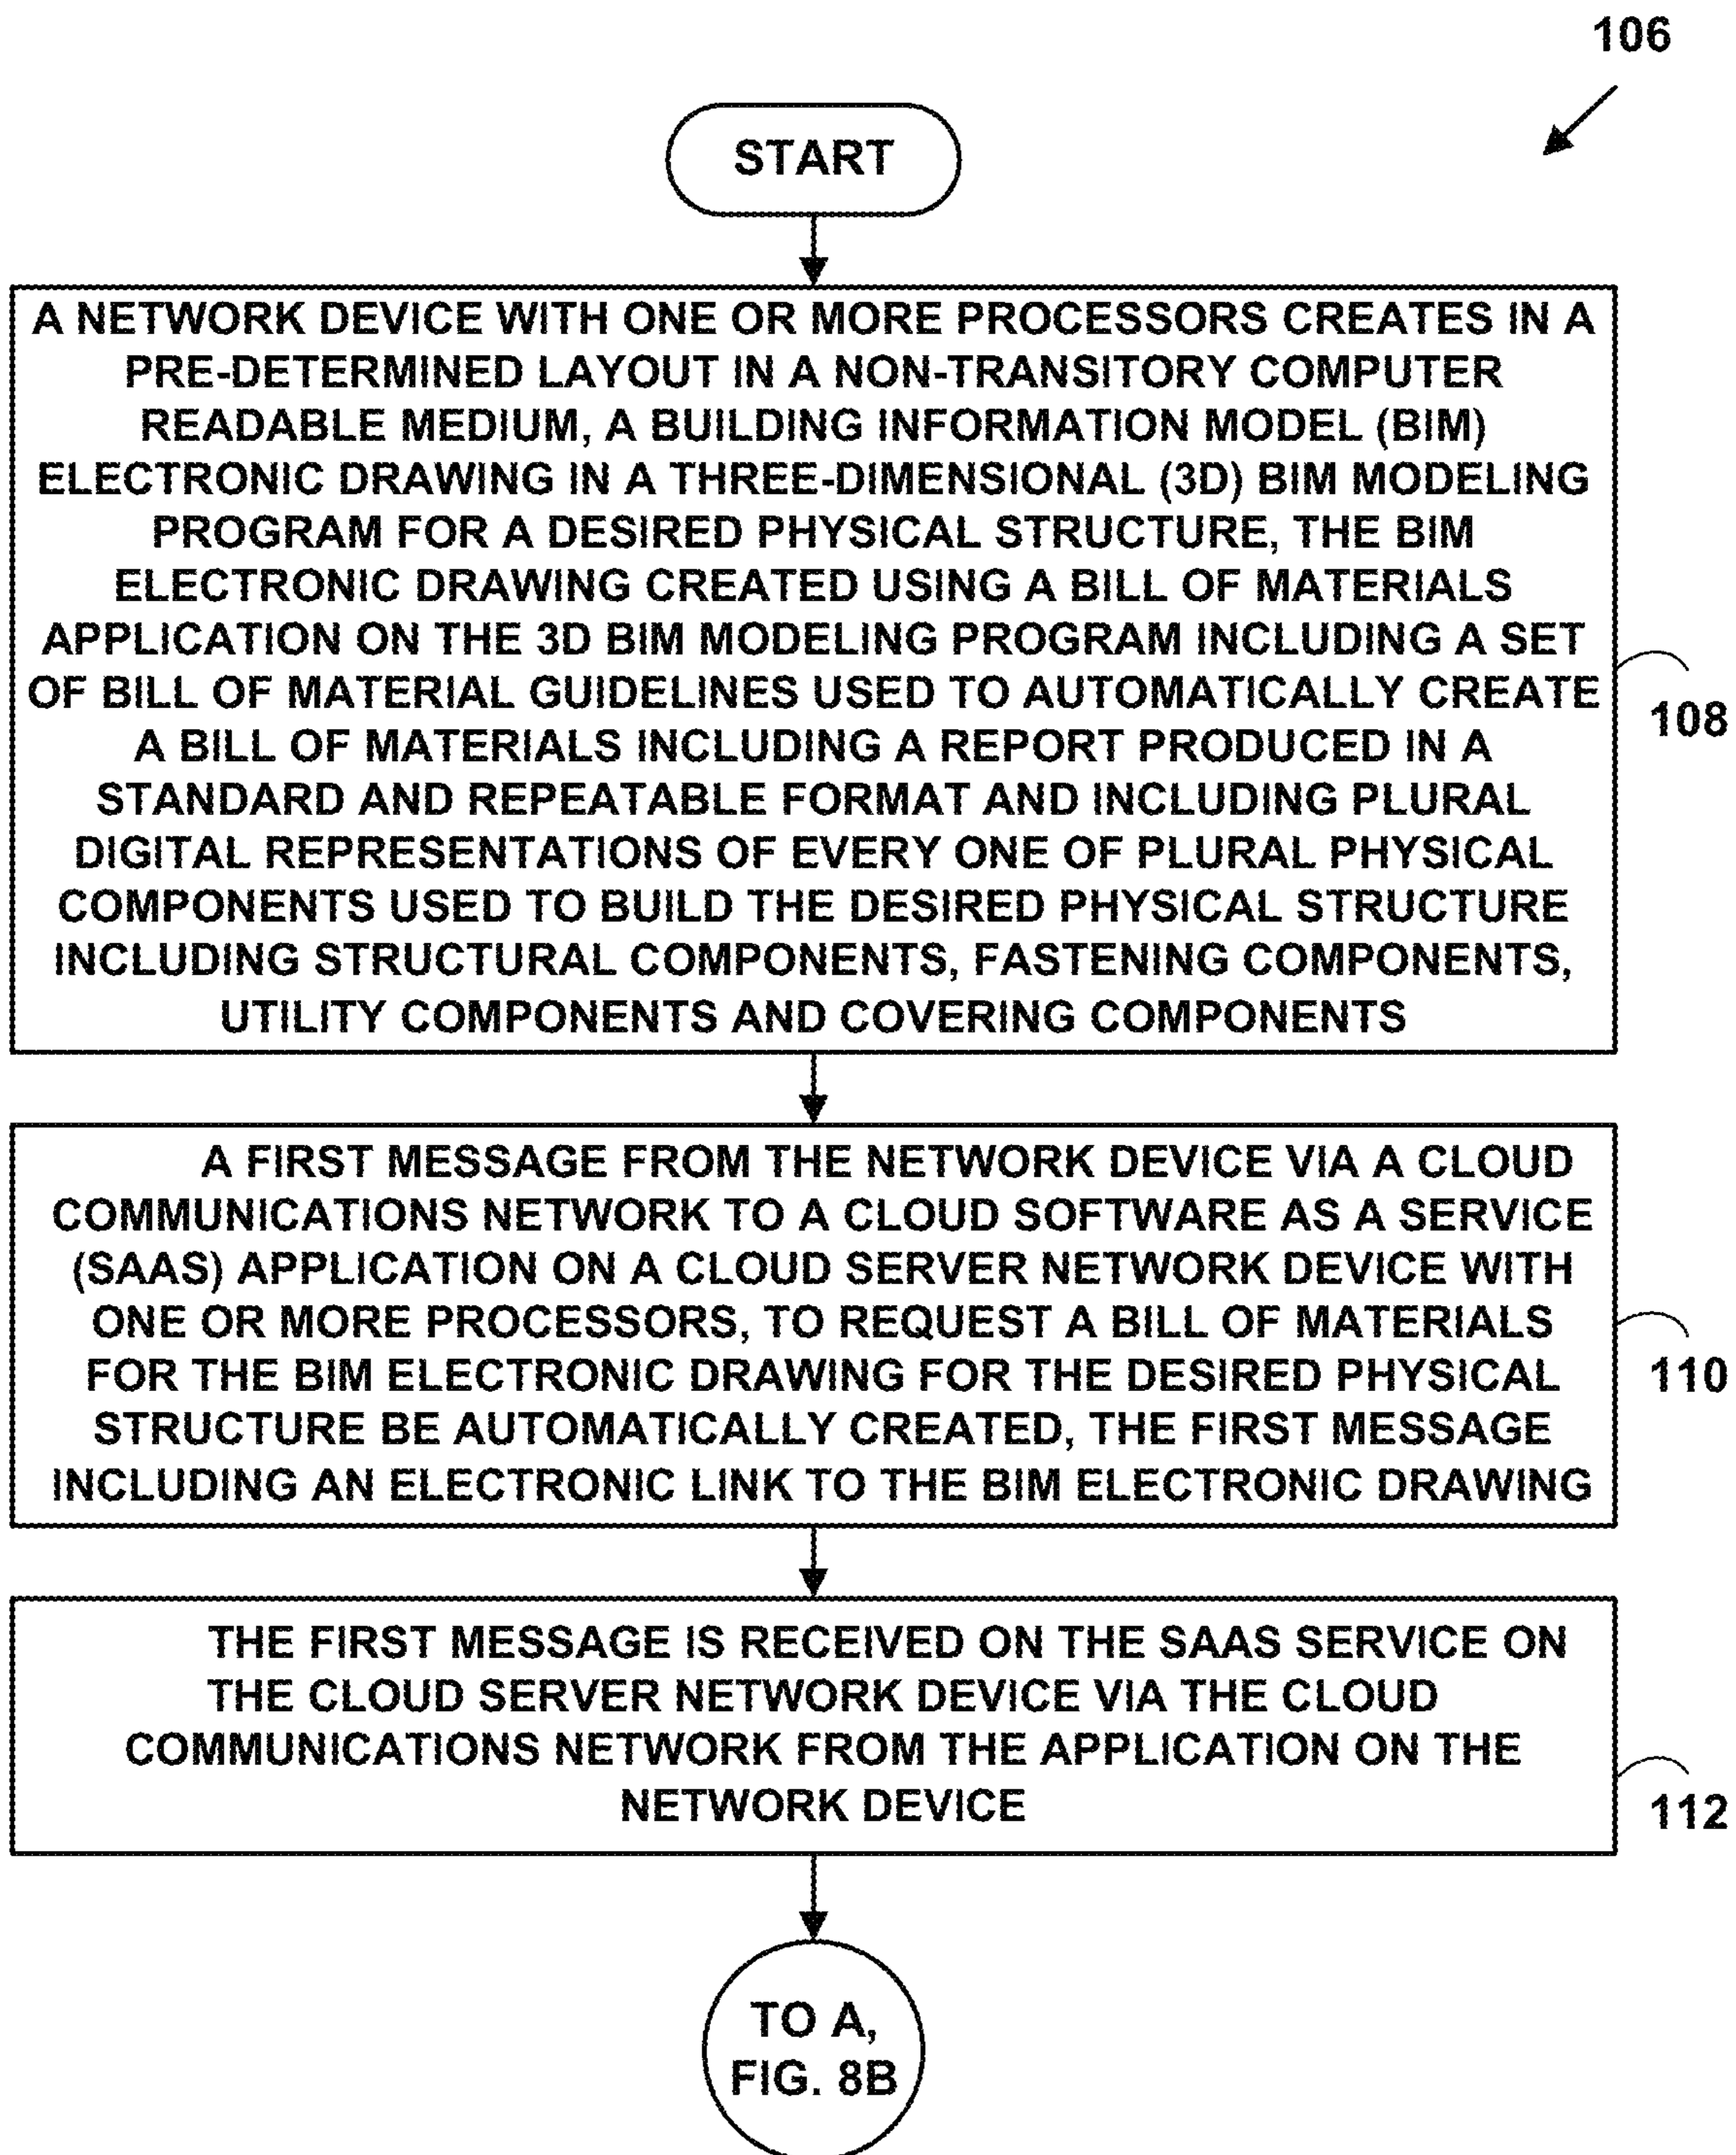 106
START
A NETWORK DEVICE WITH ONE OR MORE PROCESSORS CREATES IN A
PRE-DETERMINED LAYOUT IN A NON-TRANSITORY COMPUTER
READABLE MEDIUM, A BUILDING INFORMATION MODEL (BIM)
ELECTRONIC DRAWING IN A THREE-DIMENSIONAL (3D) BIM MODELING
PROGRAM FOR A DESIRED PHYSICAL STRUCTURE, THE BIM
ELECTRONIC DRAWING CREATED USING A BILL OF MATERIALS
APPLICATION ON THE 3D BIM MODELING PROGRAM INCLUDING A SET
OF BILL OF MATERIAL GUIDELINES USED TO AUTOMATICALLY CREATE
A BILL OF MATERIALS INCLUDING A REPORT PRODUCED IN A
STANDARD AND REPEATABLE FORMAT AND INCLUDING PLURAL
DIGITAL REPRESENTATIONS OF EVERY ONE OF PLURAL PHYSICAL
COMPONENTS USED TO BUILD THE DESIRED PHYSICAL STRUCTURE
INCLUDING STRUCTURAL COMPONENTS, FASTENING COMPONENTS,
UTILITY COMPONENTS AND COVERING COMPONENTS
108
A FIRST MESSAGE FROM THE NETWORK DEVICE VIA A CLOUD
COMMUNICATIONS NETWORK TO A CLOUD SOFTWARE AS A SERVICE
(SAAS) APPLICATION ON A CLOUD SERVER NETWORK DEVICE WITH
ONE OR MORE PROCESSORS, TO REQUEST A BILL OF MATERIALS
FOR THE BIM ELECTRONIC DRAWING FOR THE DESIRED PHYSICAL
STRUCTURE BE AUTOMATICALLY CREATED, THE FIRST MESSAGE
INCLUDING AN ELECTRONIC LINK TO THE BIM ELECTRONIC DRAWING
110
THE FIRST MESSAGE IS RECEIVED ON THE SAAS SERVICE ON
THE CLOUD SERVER NETWORK DEVICE VIA THE CLOUD
COMMUNICATIONS NETWORK FROM THE APPLICATION ON THE
NETWORK DEVICE
112
TO A,
FIG. 8B